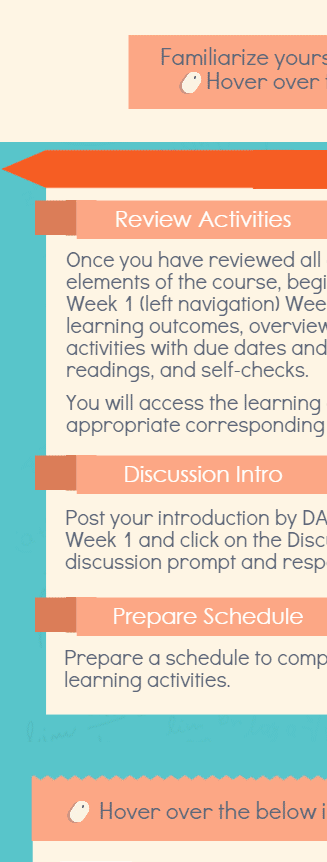 Familiarize yours
Hover over
Review Activities
Once you have reviewed all
elements of the course, begi
Week 1 (left navigation) Wee
learning outcomes, overview
activities with due dates and
readings, and self-checks.
You will access the learning
appropriate corresponding
Discussion Intro
Post your introduction by DA
Week 1 and click on the Disc
discussion prompt and resp
Prepare Schedule
Prepare a schedule to comp
learning activities.
Hover over the below i